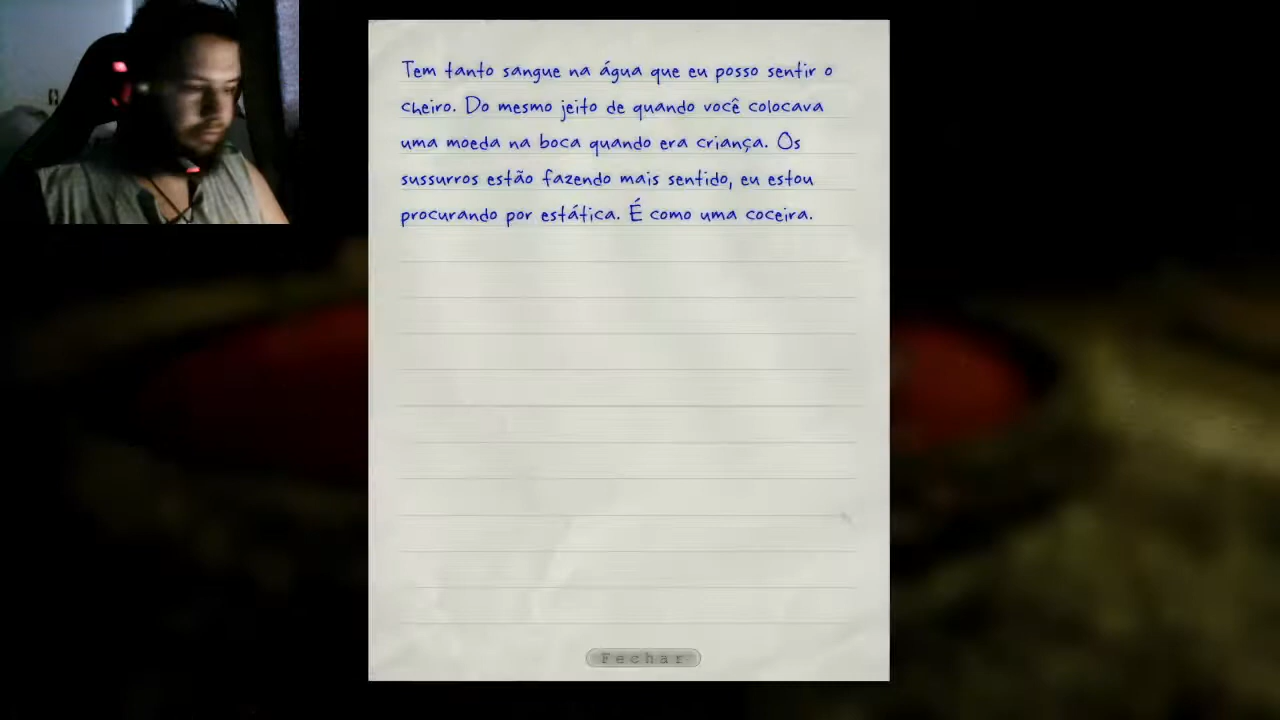 Tem tanto sangue na água que eu posso sentir o
cheiro. Do mesmo jeito de quando você colocava
uma moeda na boca quando era criança. Os
sussurros estão fazendo mais sentido, eu estou
procurando por estática. É como uma coceira.
Fechar